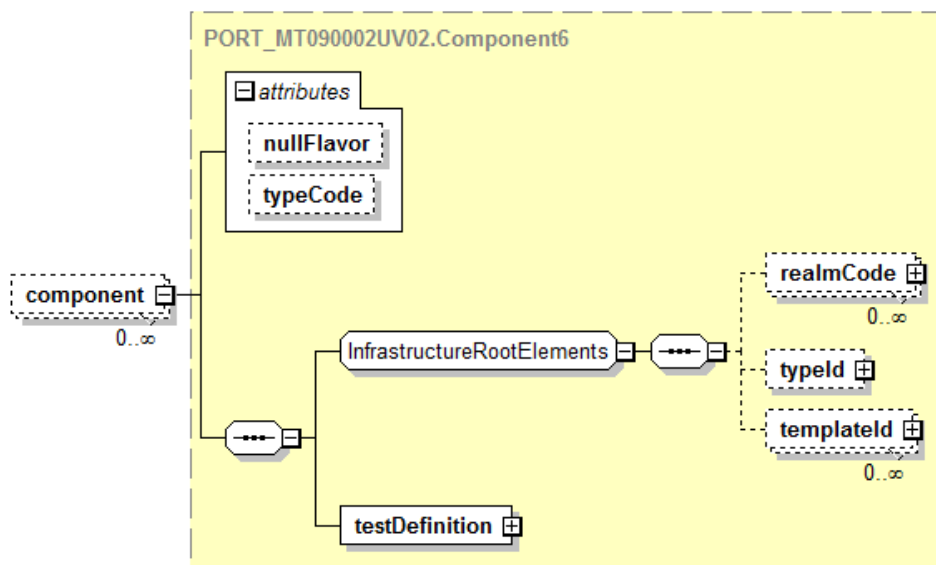 PORT_MT090002UV02.Component6
attributes
nullFlavor
typeCode
component
0..∞
InfrastructureRootElements
realmCode
0..∞
typeId
templateId
0..∞
testDefinition